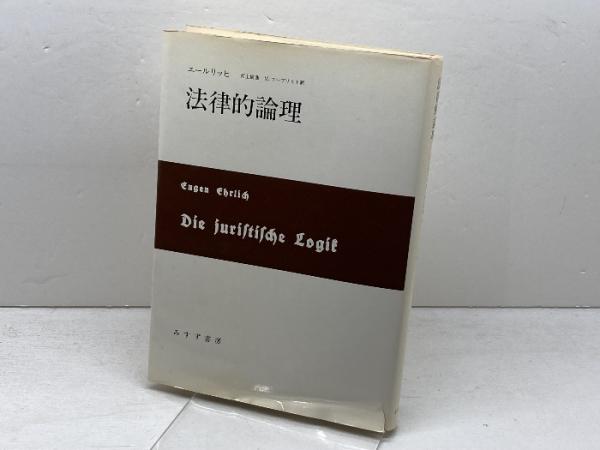 エールリッヒ
法律的論理
Eugen Ehrlich
Die juriſtiſche Logik
みすず書房